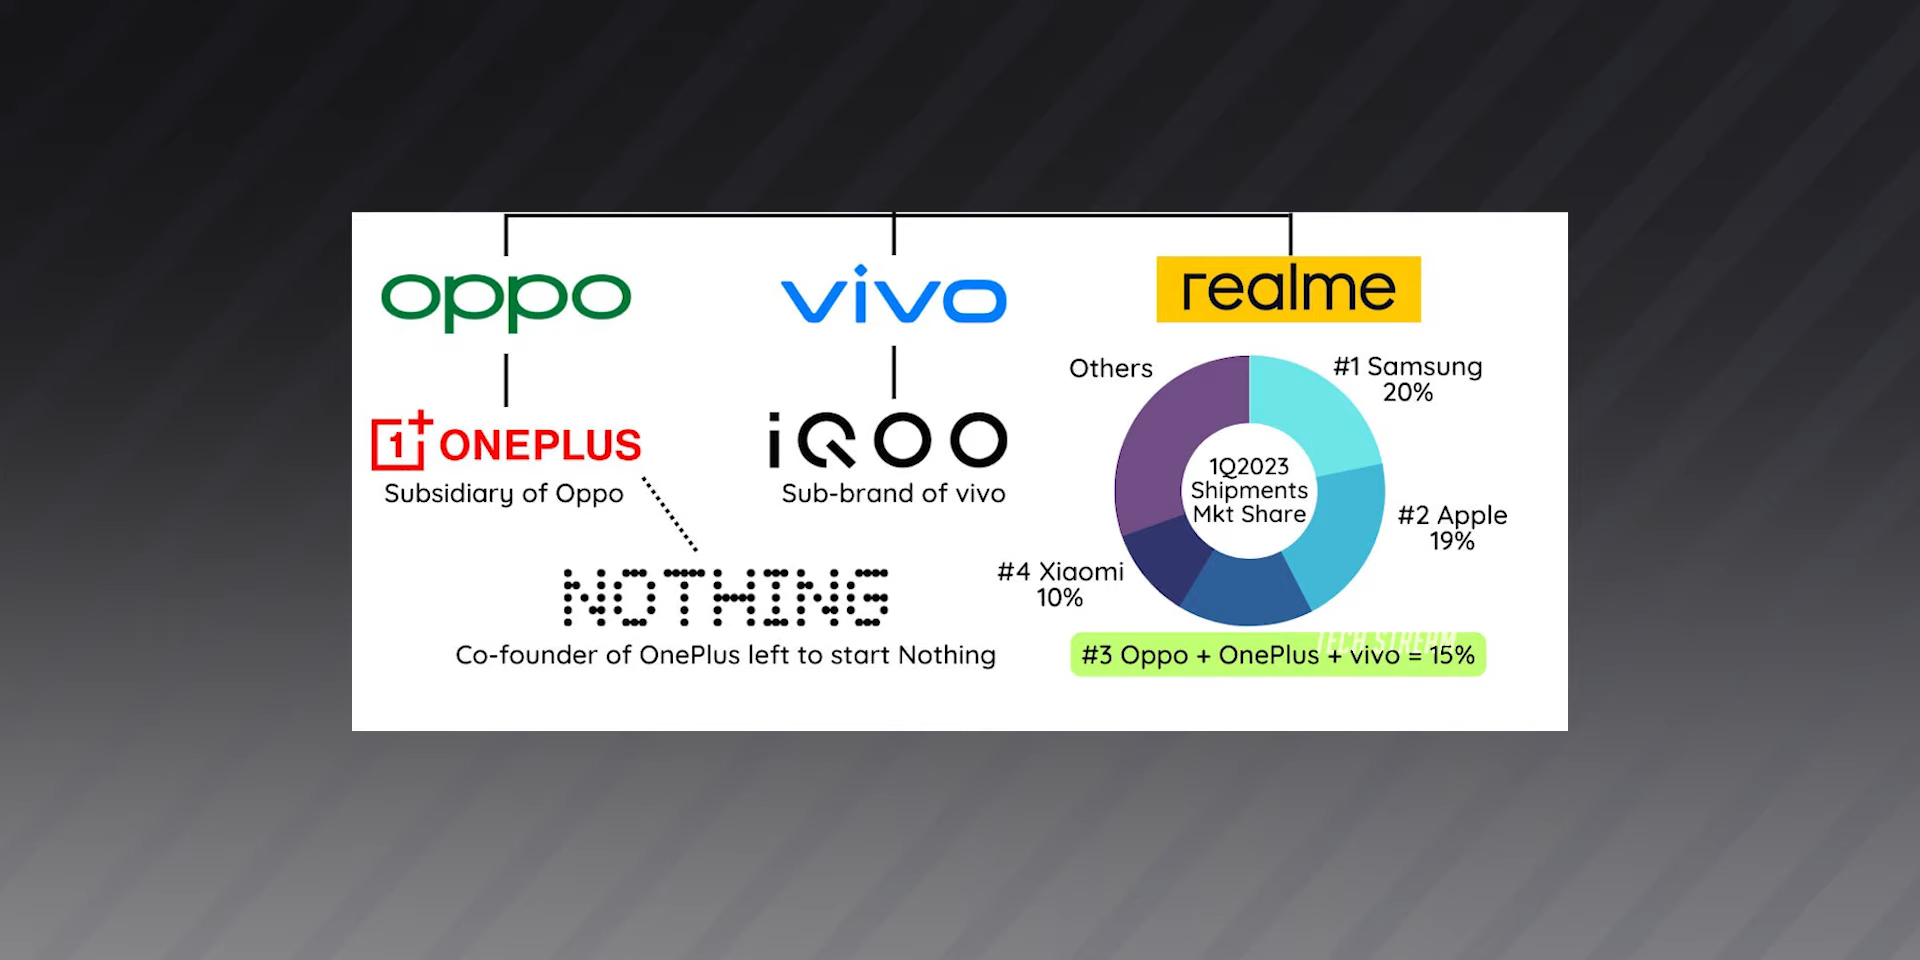 oppo
vivo
realme
1+ ONEPLUS
Subsidiary of Oppo
iQOO
Sub-brand of vivo
NOTHING
Co-founder of OnePlus left to start Nothing
Others
#1 Samsung
20%
1Q2023
Shipments
Mkt Share
#2 Apple
19%
#4 Xiaomi
10%
TECH STREAM
#3 Oppo + OnePlus + vivo = 15%